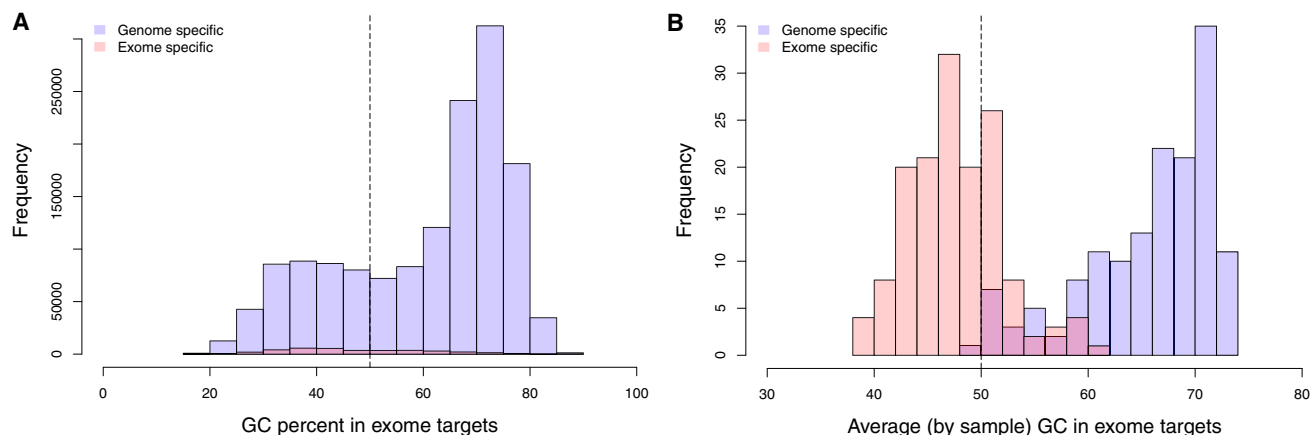 A
Genome specific
Exome specific
Frequency
250000
150000
50000
0
0 20 40 60 80 100
GC percent in exome targets
B
Genome specific
Exome specific
Frequency
35
30
25
20
15
10
5
0
30 40 50 60 70 80
Average (by sample) GC in exome targets